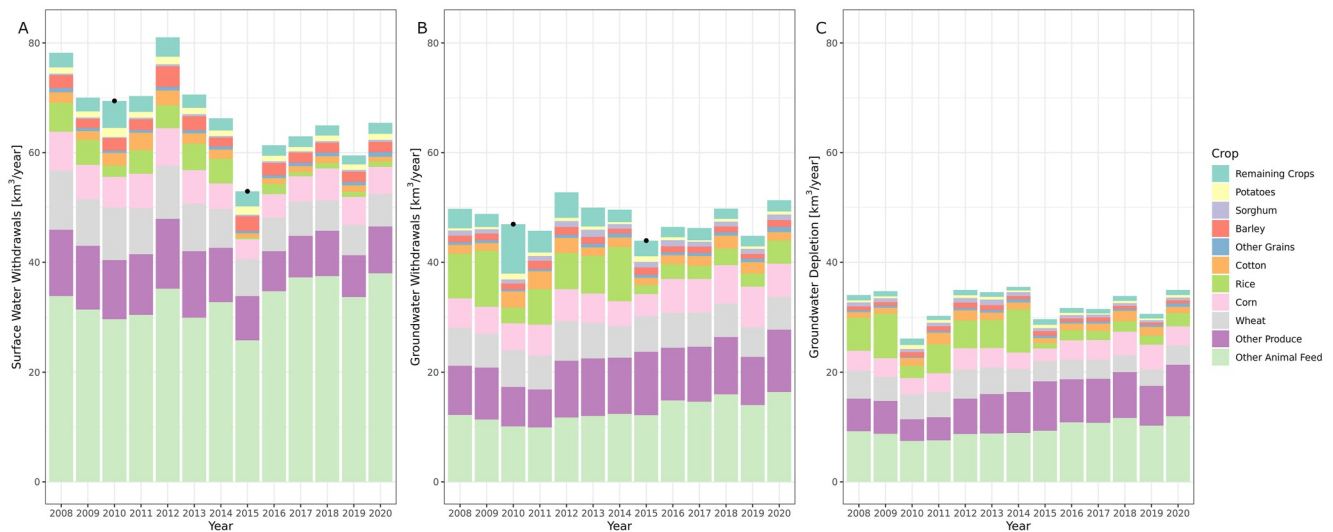 A
B
C
Surface Water Withdrawals [km³/year]
80
60
40
20
0
2008 2009 2010 2011 2012 2013 2014 2015 2016 2017 2018 2019 2020
Year
Groundwater Withdrawals [km³/year]
80
60
40
20
0
2008 2009 2010 2011 2012 2013 2014 2015 2016 2017 2018 2019 2020
Year
Groundwater Depletion [km³/year]
80
60
40
20
0
2008 2009 2010 2011 2012 2013 2014 2015 2016 2017 2018 2019 2020
Year
Crop
Remaining Crops
Potatoes
Sorghum
Barley
Other Grains
Cotton
Rice
Corn
Wheat
Other Produce
Other Animal Feed